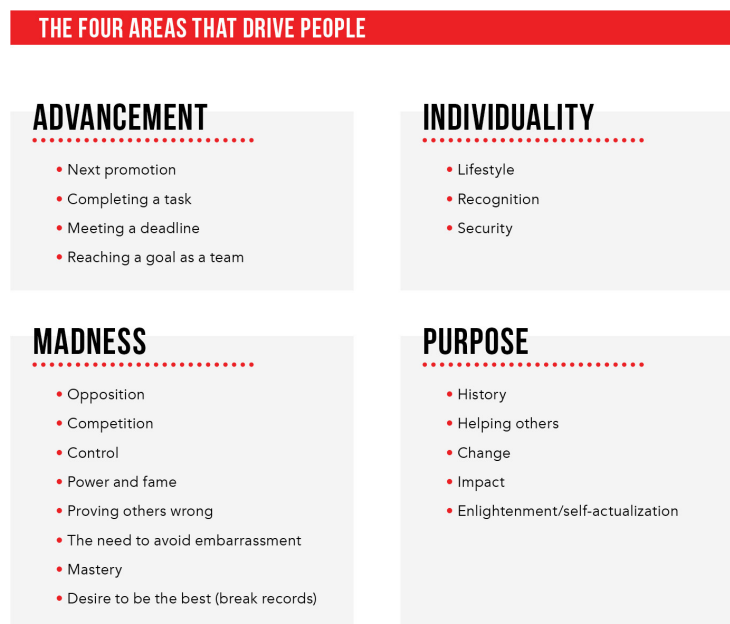 THE FOUR AREAS THAT DRIVE PEOPLE
ADVANCEMENT
• Next promotion
• Completing a task
• Meeting a deadline
• Reaching a goal as a team
INDIVIDUALITY
• Lifestyle
• Recognition
• Security
MADNESS
• Opposition
• Competition
• Control
• Power and fame
• Proving others wrong
• The need to avoid embarrassment
• Mastery
• Desire to be the best (break records)
PURPOSE
• History
• Helping others
• Change
• Impact
• Enlightenment/self-actualization